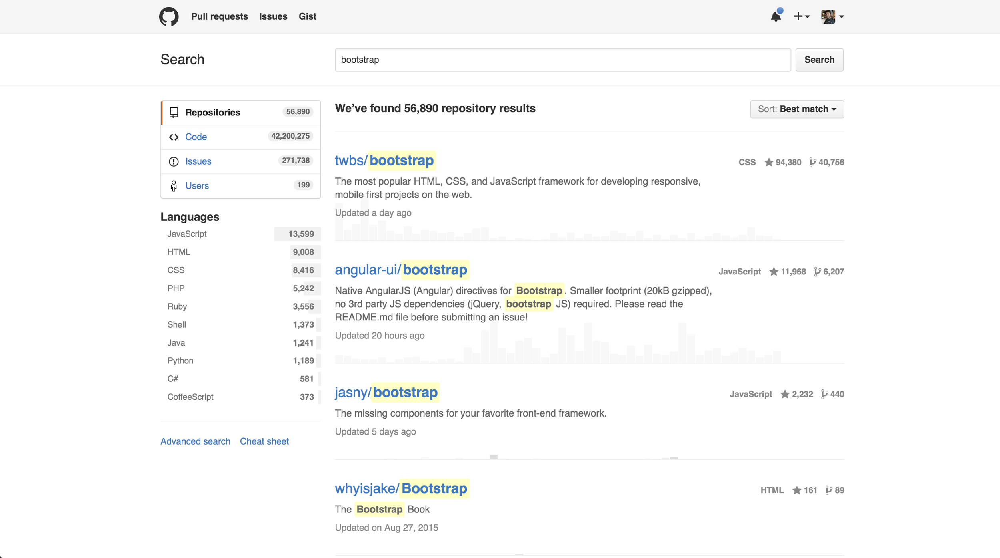 Pull requests Issues Gist
Search
bootstrap
Search
Repositories 56,890
Code 42,200,275
Issues 271,738
Users 199
Languages
JavaScript 13,599
HTML 9,008
CSS 8,416
PHP 5,242
Ruby 3,556
Shell 1,373
Java 1,241
Python 1,189
C# 581
CoffeeScript 373
Advanced search Cheat sheet
We’ve found 56,890 repository results
Sort: Best match
twbs/bootstrap
CSS 94,380 40,756
The most popular HTML, CSS, and JavaScript framework for developing responsive,
mobile first projects on the web.
Updated a day ago
angular-ui/bootstrap
JavaScript 11,968 6,207
Native AngularJS (Angular) directives for Bootstrap. Smaller footprint (20kB gzipped),
no 3rd party JS dependencies (jQuery, bootstrap JS) required. Please read the
README.md file before submitting an issue!
Updated 20 hours ago
jasny/bootstrap
JavaScript 2,232 440
The missing components for your favorite front-end framework.
Updated 5 days ago
whyisjake/Bootstrap
HTML 161 89
The Bootstrap Book
Updated on Aug 27, 2015